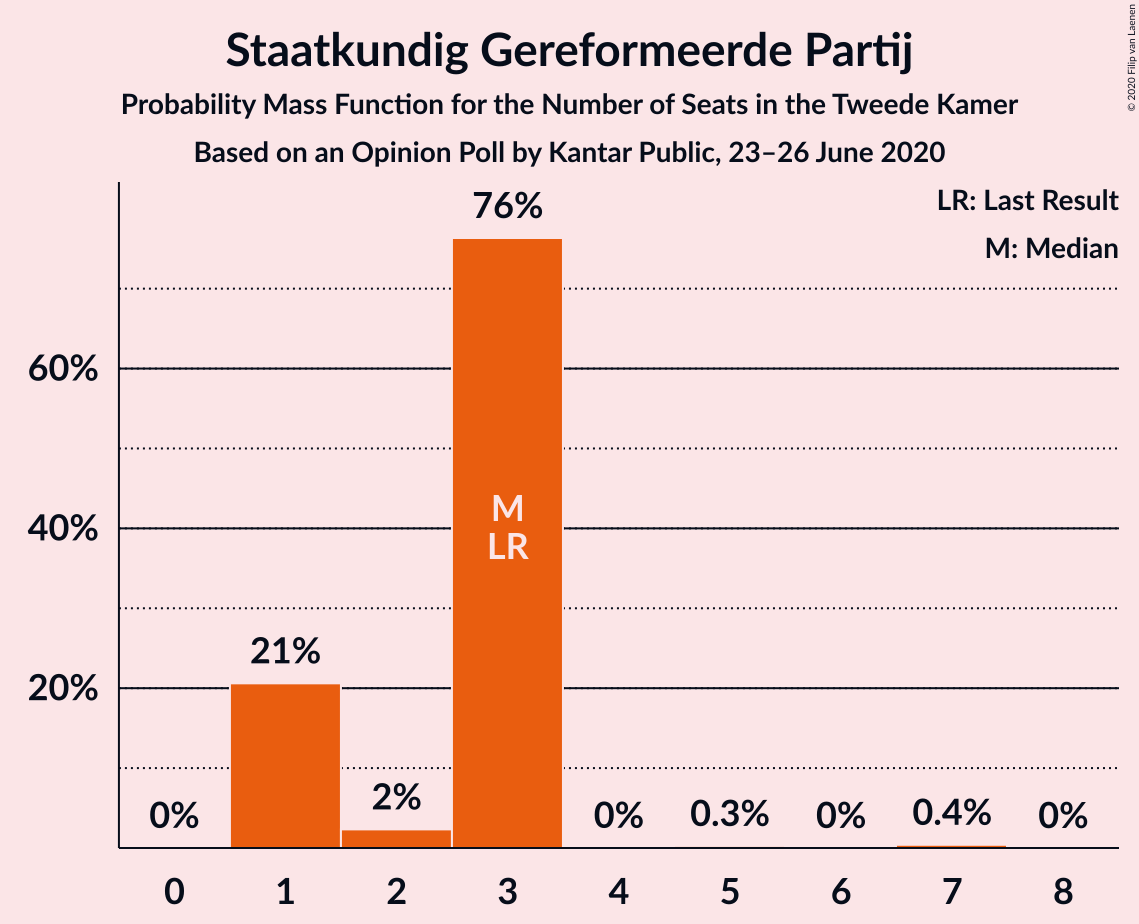 Staatkundig Gereformeerde Partij
Probability Mass Function for the Number of Seats in the Tweede Kamer
Based on an Opinion Poll by Kantar Public, 23–26 June 2020
© 2020 Filip van Laenen
LR: Last Result
M: Median
76%
60%
M
40%
LR
21%
20%
2%
0%
0%
0.3%
0%
0.4%
0%
0 1 2 3 4 5 6 7 8